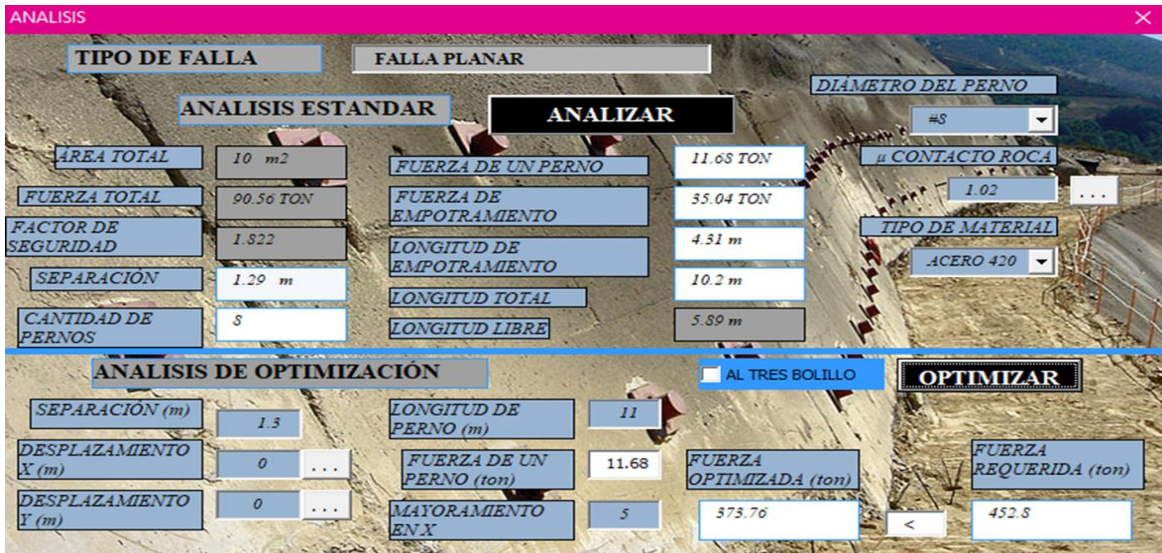 ANALISIS
TIPO DE FALLA
FALLA PLANAR
ANALISIS ESTANDAR
ANALIZAR
DIÁMETRO DEL PERNO
#8
ÁREA TOTAL
10 m2
FUERZA DE UN PERNO
11.68 TON
µ CONTACTO ROCA
1.02
...
FUERZA TOTAL
90.56 TON
FUERZA DE
EMPOTRAMIENTO
35.04 TON
TIPO DE MATERIAL
ACERO 420
FACTOR DE
SEGURIDAD
1.822
LONGITUD DE
EMPOTRAMIENTO
4.31 m
SEPARACIÓN
1.29 m
LONGITUD TOTAL
10.2 m
CANTIDAD DE
PERNOS
8
LONGITUD LIBRE
5.89 m
ANALISIS DE OPTIMIZACIÓN
AL TRES BOLILLO
OPTIMIZAR
SEPARACIÓN (m)
1.3
LONGITUD DE
PERNO (m)
11
DESPLAZAMIENTO
X (m)
0
...
FUERZA DE UN
PERNO (ton)
11.68
FUERZA
OPTIMIZADA (ton)
FUERZA
REQUERIDA (ton)
DESPLAZAMIENTO
Y (m)
0
...
MAYORAMIENTO
EN X
5
373.76
<
452.8